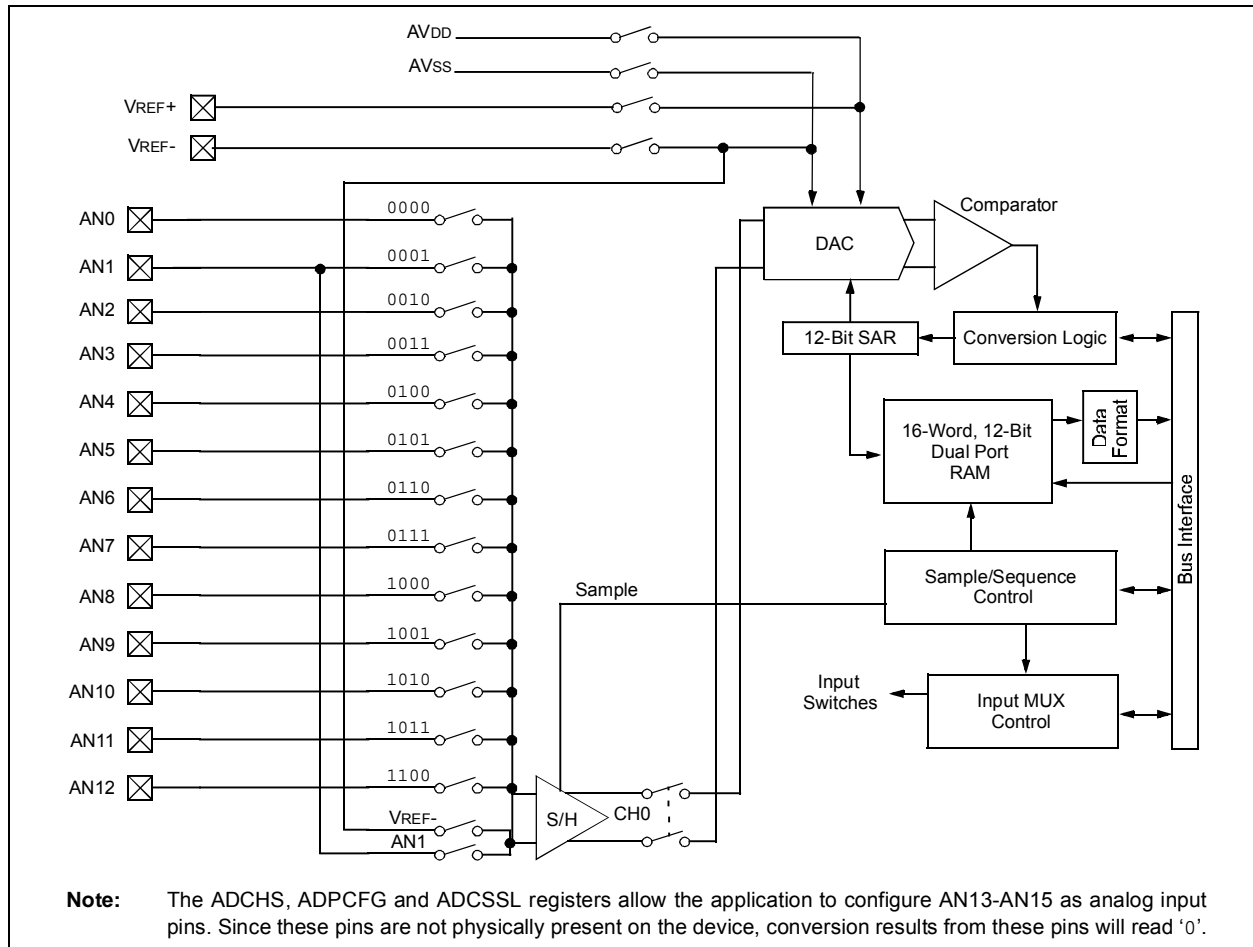 AVDD
AVSS
VREF+
VREF-
AN0
0000
AN1
0001
AN2
0010
AN3
0011
AN4
0100
AN5
0101
AN6
0110
AN7
0111
AN8
1000
AN9
1001
AN10
1010
AN11
1011
AN12
1100
VREF-
AN1
S/H
CH0
DAC
Comparator
12-Bit SAR
Conversion Logic
16-Word, 12-Bit
Dual Port
RAM
Data
Format
Bus Interface
Sample
Sample/Sequence
Control
Input
Switches
Input MUX
Control
Note: The ADCHS, ADPCFG and ADCSSL registers allow the application to configure AN13-AN15 as analog input
pins. Since these pins are not physically present on the device, conversion results from these pins will read ‘0’.